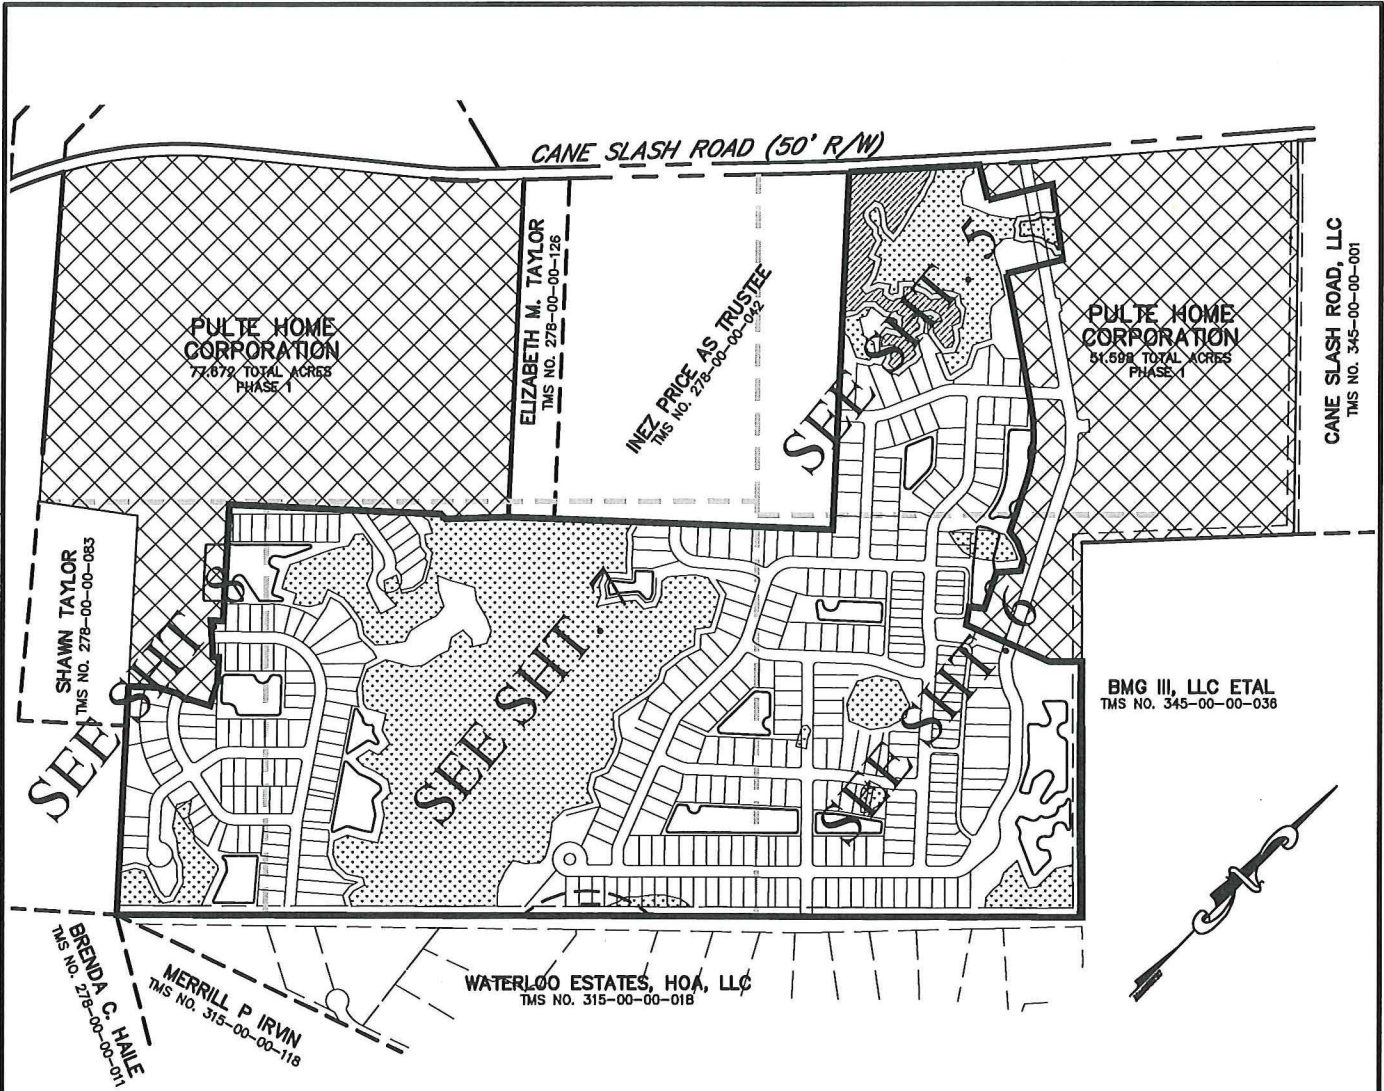 CANE SLASH ROAD (50' R/W)
PULTE HOME
CORPORATION
77.672 TOTAL ACRES
PHASE 1
ELIZABETH M. TAYLOR
TMS NO. 278-00-00-126
INEZ PRICE AS TRUSTEE
TMS NO. 278-00-00-042
SEE SHT. 5
PULTE HOME
CORPORATION
51.598 TOTAL ACRES
PHASE 1
CANE SLASH ROAD, LLC
TMS NO. 345-00-00-001
SHAWN TAYLOR
TMS NO. 278-00-00-083
SEE SHT. 8
SEE SHT. 7
SEE SHT. 6
BMG III, LLC ETAL
TMS NO. 345-00-00-036
BRENDA C. HAILE
TMS NO. 278-00-00-011
MERRILL P IRVIN
TMS NO. 315-00-00-118
WATERLOO ESTATES, HOA, LLC
TMS NO. 315-00-00-018